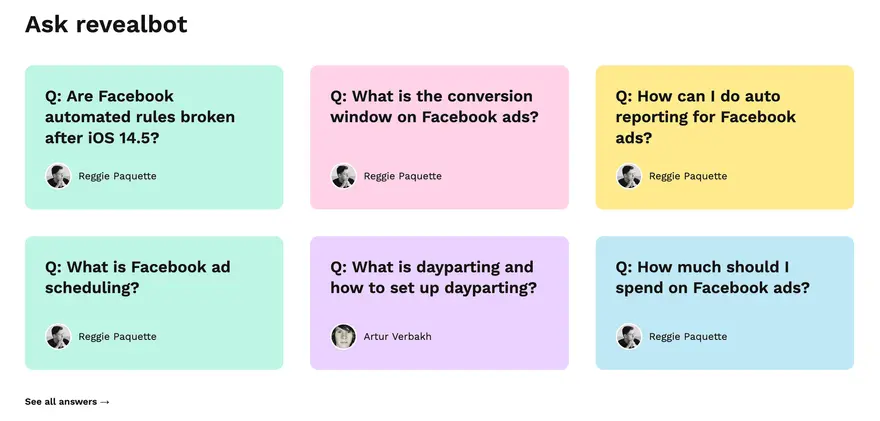 Ask revealbot
Q: Are Facebook
automated rules broken
after iOS 14.5?
Reggie Paquette
Q: What is the conversion
window on Facebook ads?
Reggie Paquette
Q: How can I do auto
reporting for Facebook
ads?
Reggie Paquette
Q: What is Facebook ad
scheduling?
Reggie Paquette
Q: What is dayparting and
how to set up dayparting?
Artur Verbakh
Q: How much should I
spend on Facebook ads?
Reggie Paquette
See all answers →